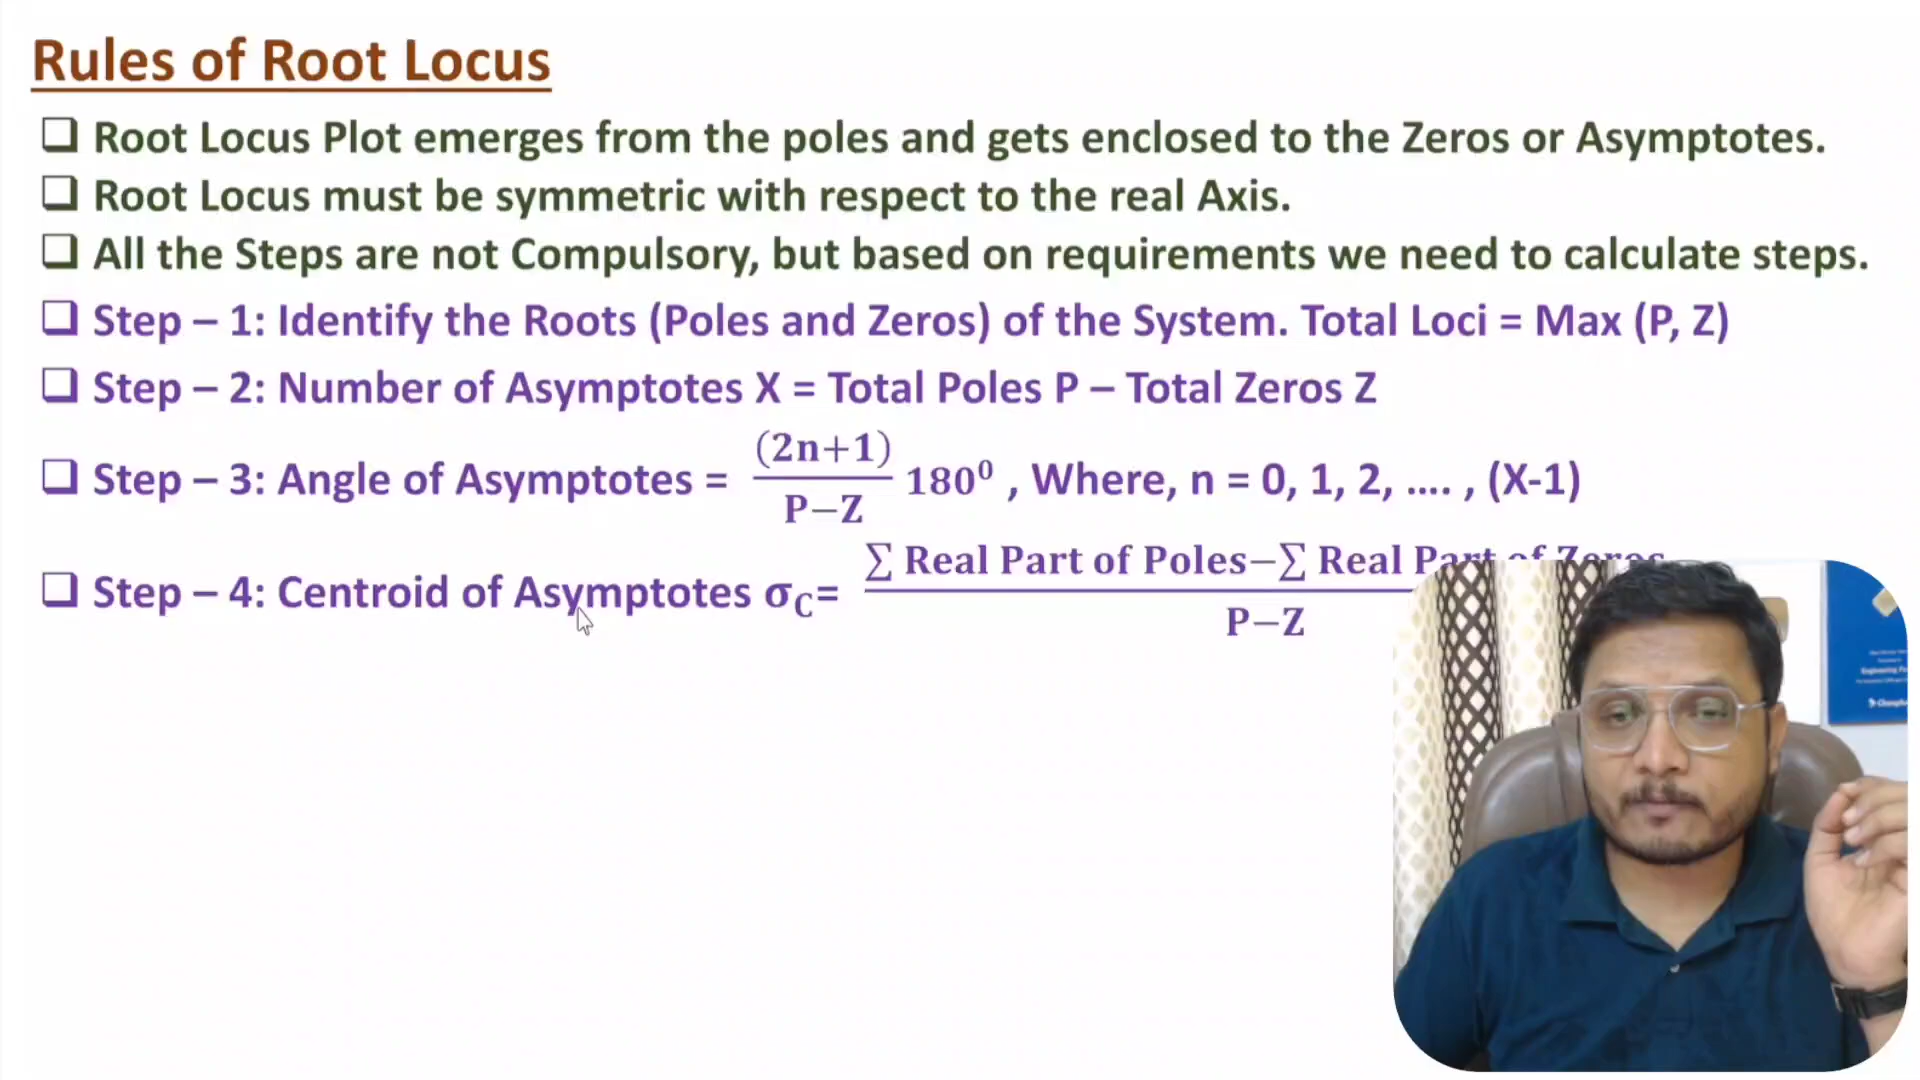 Rules of Root Locus
❑ Root Locus Plot emerges from the poles and gets enclosed to the Zeros or Asymptotes.
❑ Root Locus must be symmetric with respect to the real Axis.
❑ All the Steps are not Compulsory, but based on requirements we need to calculate steps.
❑ Step – 1: Identify the Roots (Poles and Zeros) of the System. Total Loci = Max (P, Z)
❑ Step – 2: Number of Asymptotes X = Total Poles P – Total Zeros Z
❑ Step – 3: Angle of Asymptotes = (2n+1)/(P−Z) 180⁰ , Where, n = 0, 1, 2, .... , (X-1)
❑ Step – 4: Centroid of Asymptotes σC= (∑ Real Part of Poles−∑ Real Part of Zeros)/(P−Z)